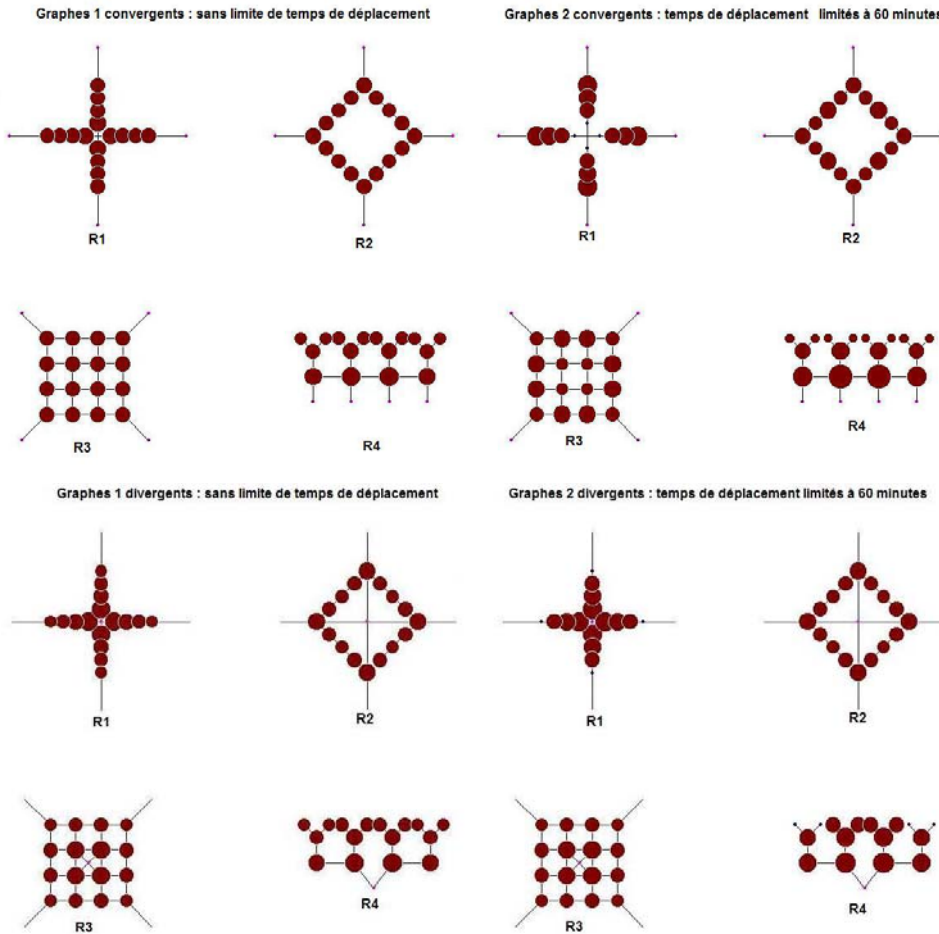 Graphes 1 convergents : sans limite de temps de déplacement
Graphes 2 convergents : temps de déplacement limités à 60 minutes
R1
R2
R1
R2
R3
R4
R3
R4
Graphes 1 divergents : sans limite de temps de déplacement
Graphes 2 divergents : temps de déplacement limités à 60 minutes
R1
R2
R1
R2
R3
R4
R3
R4